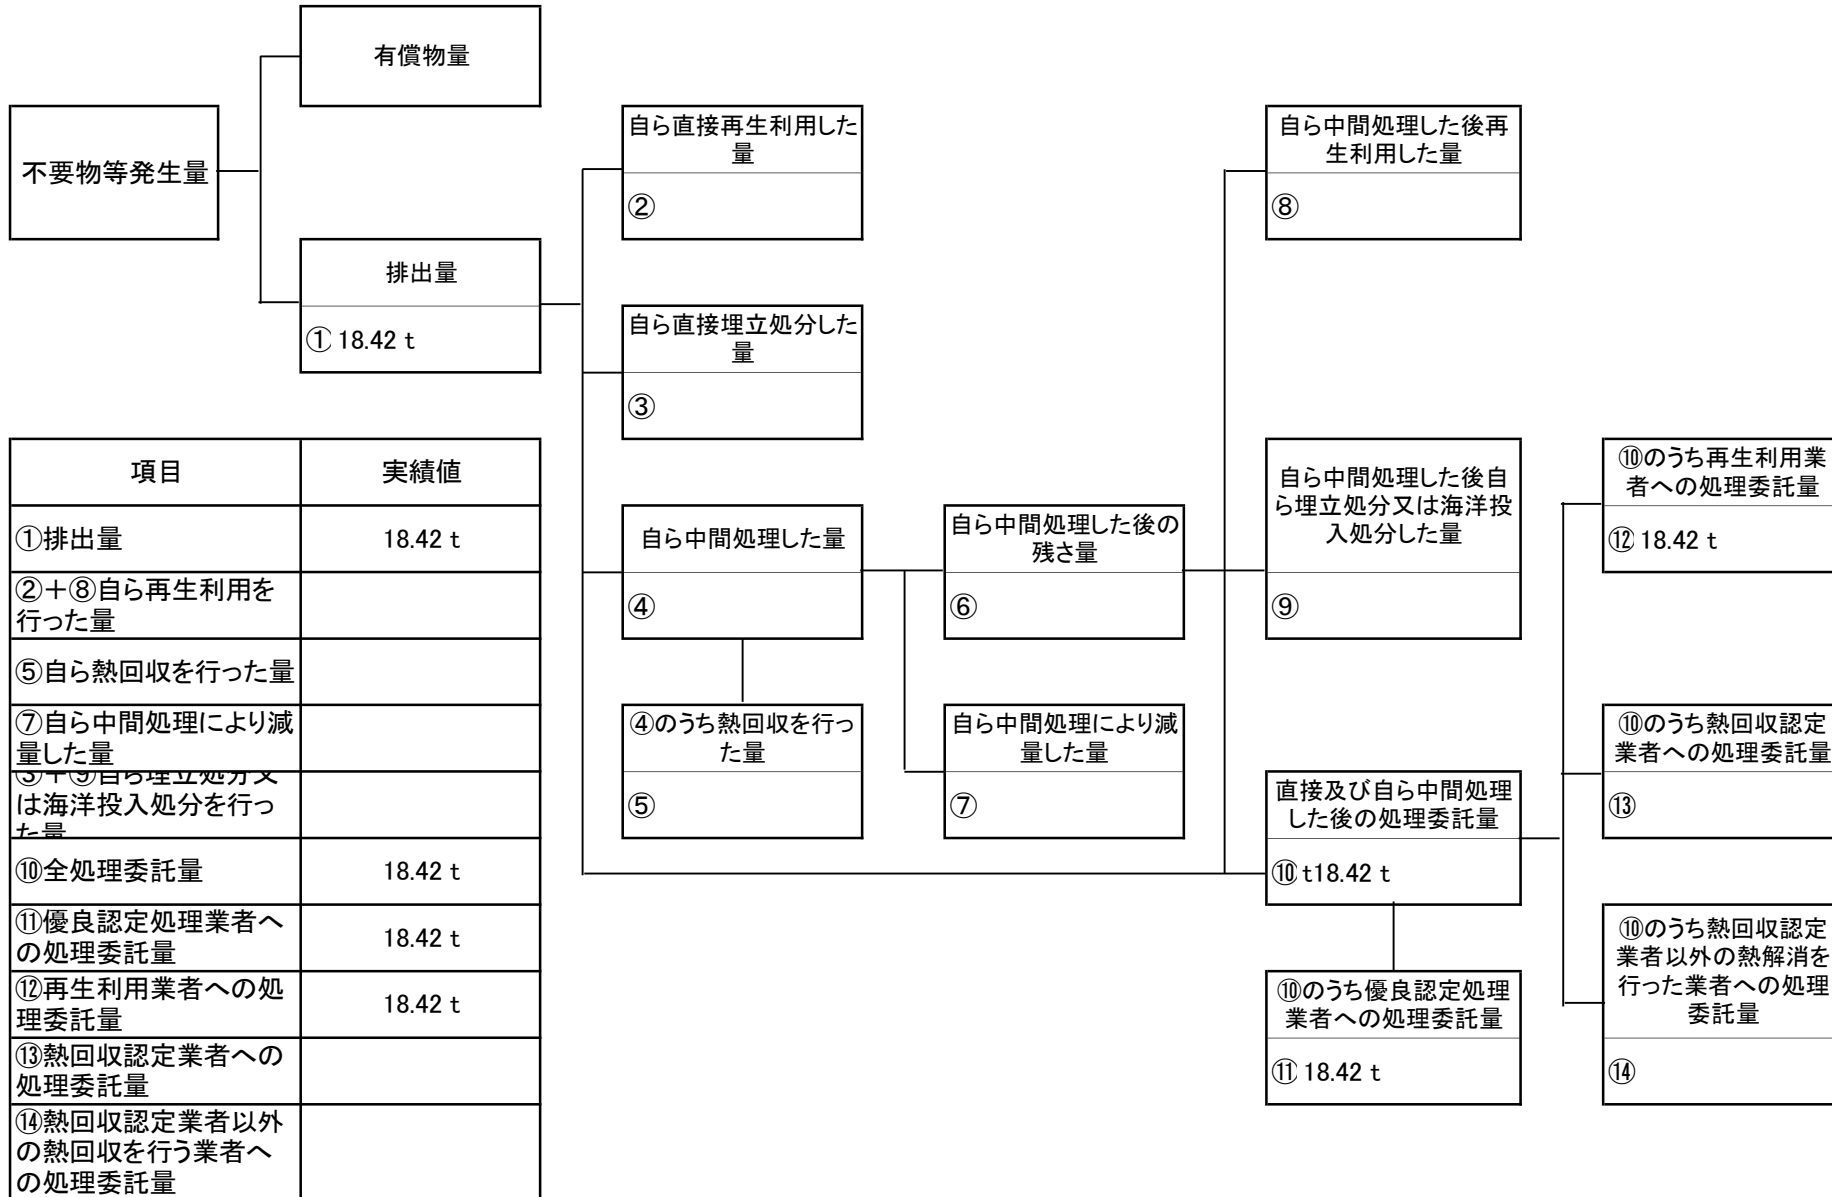 有償物量
不要物等発生量
排出量
① 18.42 t
自ら直接再生利用した
量
②
自ら直接埋立処分した
量
③
自ら中間処理した量
④
④のうち熱回収を行っ
た量
⑤
自ら中間処理した後の
残さ量
⑥
自ら中間処理により減
量した量
⑦
自ら中間処理した後再
生利用した量
⑧
自ら中間処理した後自
ら埋立処分又は海洋投
入処分した量
⑨
直接及び自ら中間処理
した後の処理委託量
⑩ t18.42 t
⑩のうち優良認定処理
業者への処理委託量
⑪ 18.42 t
⑩のうち再生利用業
者への処理委託量
⑫ 18.42 t
⑩のうち熱回収認定
業者への処理委託量
⑬
⑩のうち熱回収認定
業者以外の熱解消を
行った業者への処理
委託量
⑭
項目 実績値
①排出量 18.42 t
②＋⑧自ら再生利用を
行った量
⑤自ら熱回収を行った量
⑦自ら中間処理により減
量した量
③＋⑨自ら埋立処分又
は海洋投入処分を行っ
た量
⑩全処理委託量 18.42 t
⑪優良認定処理業者へ
の処理委託量 18.42 t
⑫再生利用業者への処
理委託量 18.42 t
⑬熱回収認定業者への
処理委託量
⑭熱回収認定業者以外
の熱回収を行う業者へ
の処理委託量